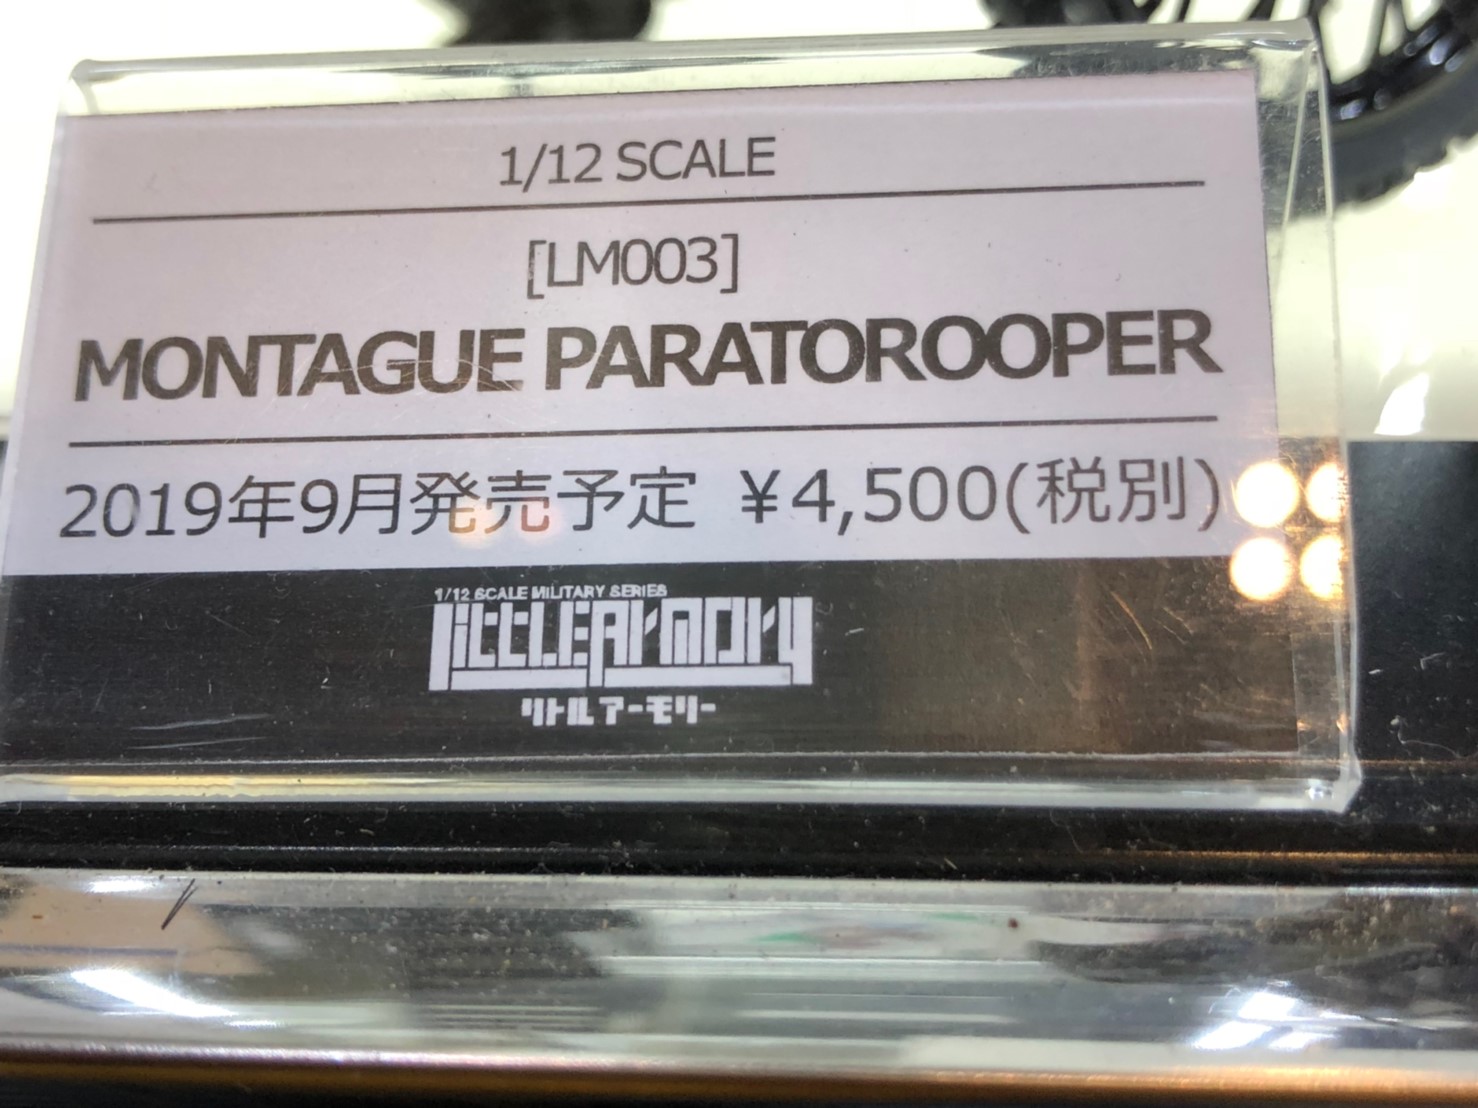 1/12 SCALE
[LM003]
MONTAGUE PARATOROOPER
2019年9月発売予定 ¥4,500(税別)
1/12 SCALE MILITARY SERIES
LittLEArmory
リトルアーモリー